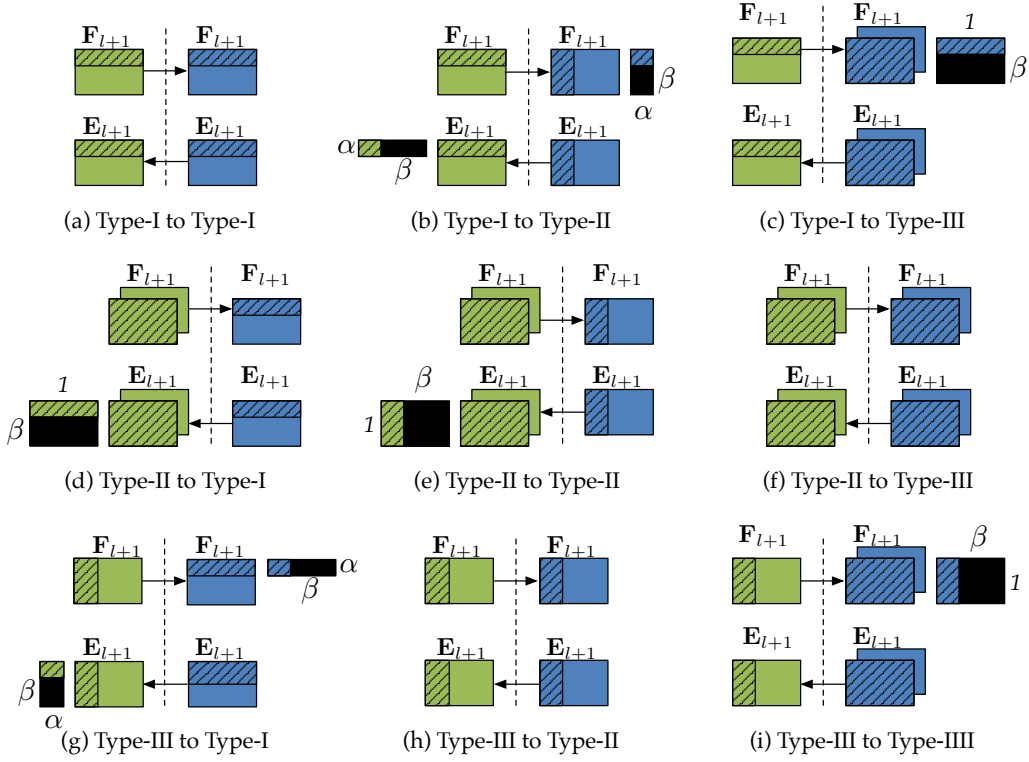 F_{l+1} F_{l+1}
E_{l+1} E_{l+1}
(a) Type-I to Type-I
F_{l+1} F_{l+1}
β
α
E_{l+1} E_{l+1}
α
β
(b) Type-I to Type-II
F_{l+1} F_{l+1}
1
β
E_{l+1} E_{l+1}
(c) Type-I to Type-III
F_{l+1} F_{l+1}
E_{l+1} E_{l+1}
1
β
(d) Type-II to Type-I
F_{l+1} F_{l+1}
E_{l+1} E_{l+1}
β
1
(e) Type-II to Type-II
F_{l+1} F_{l+1}
E_{l+1} E_{l+1}
(f) Type-II to Type-III
F_{l+1} F_{l+1}
α
β
E_{l+1} E_{l+1}
β
α
(g) Type-III to Type-I
F_{l+1} F_{l+1}
E_{l+1} E_{l+1}
(h) Type-III to Type-II
F_{l+1} F_{l+1}
β
1
E_{l+1} E_{l+1}
(i) Type-III to Type-IIII